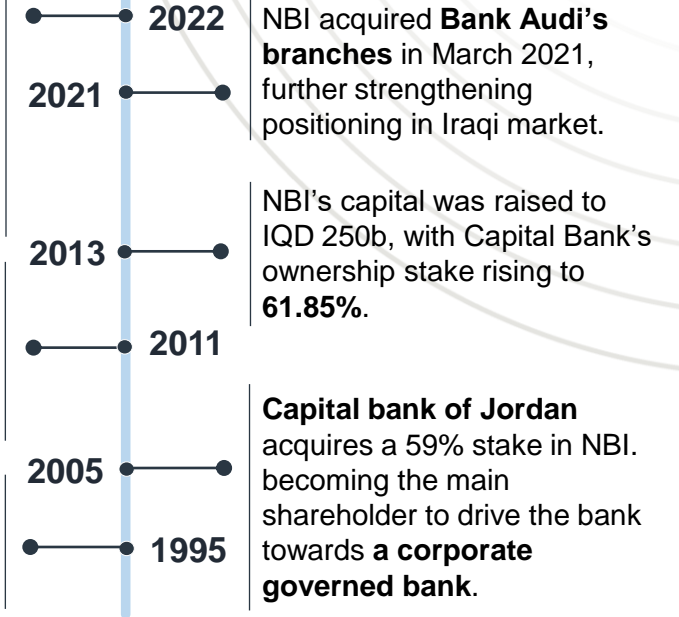 2022
NBI acquired Bank Audi’s
branches in March 2021,
further strengthening
positioning in Iraqi market.
2021
NBI’s capital was raised to
IQD 250b, with Capital Bank’s
ownership stake rising to
61.85%.
2013
2011
Capital bank of Jordan
acquires a 59% stake in NBI.
becoming the main
shareholder to drive the bank
towards a corporate
governed bank.
2005
1995